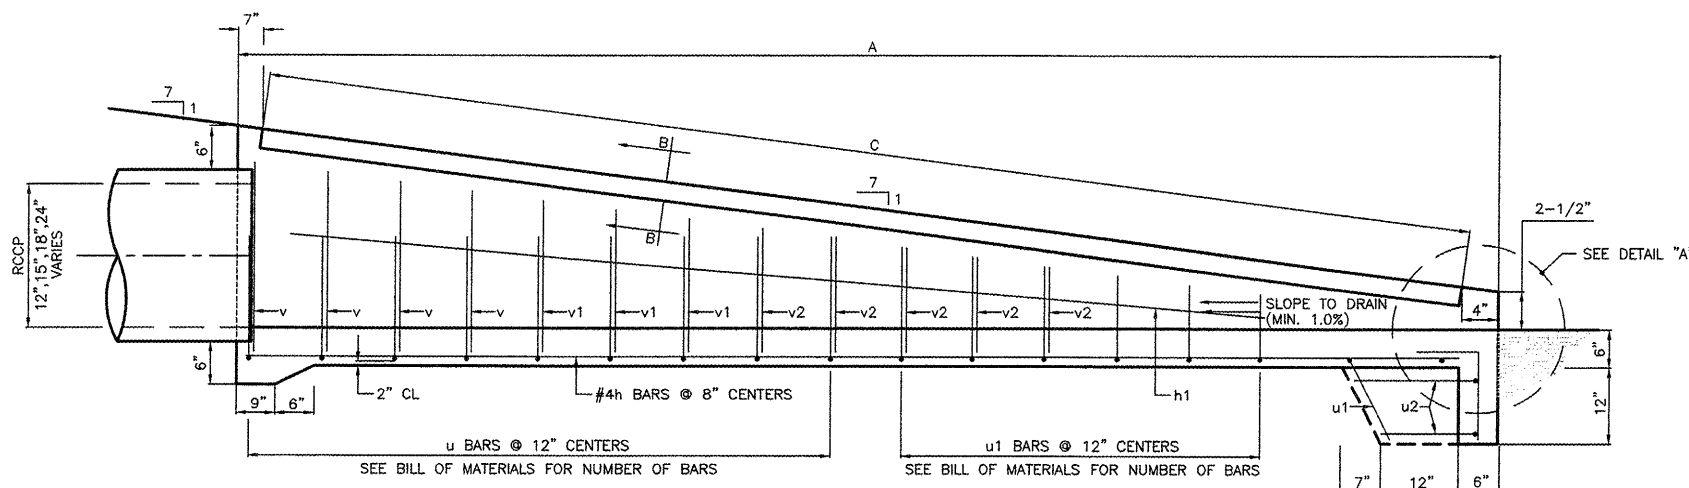 7"
A
7
1
C
B
6"
7
1
B
2-1/2"
SEE DETAIL "A
RCCP
12",15",18",24"
VARIES
v v v v v1 v1 v1 v2 v2 v2 v2 v2
SLOPE TO DRAIN
(MIN. 1.0%)
4"
6"
6"
9"
6"
2" CL
#4h BARS @ 8" CENTERS
h1
u1
u2
12"
u BARS @ 12" CENTERS
SEE BILL OF MATERIALS FOR NUMBER OF BARS
u1 BARS @ 12" CENTERS
SEE BILL OF MATERIALS FOR NUMBER OF BARS
7"
12"
6"